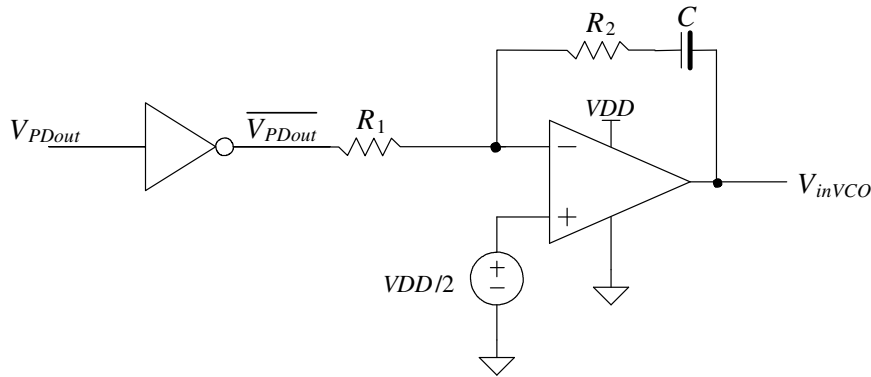 R2
C
VPDout
VPDout
R1
VDD
−
+
VinVCO
VDD/2
+
−